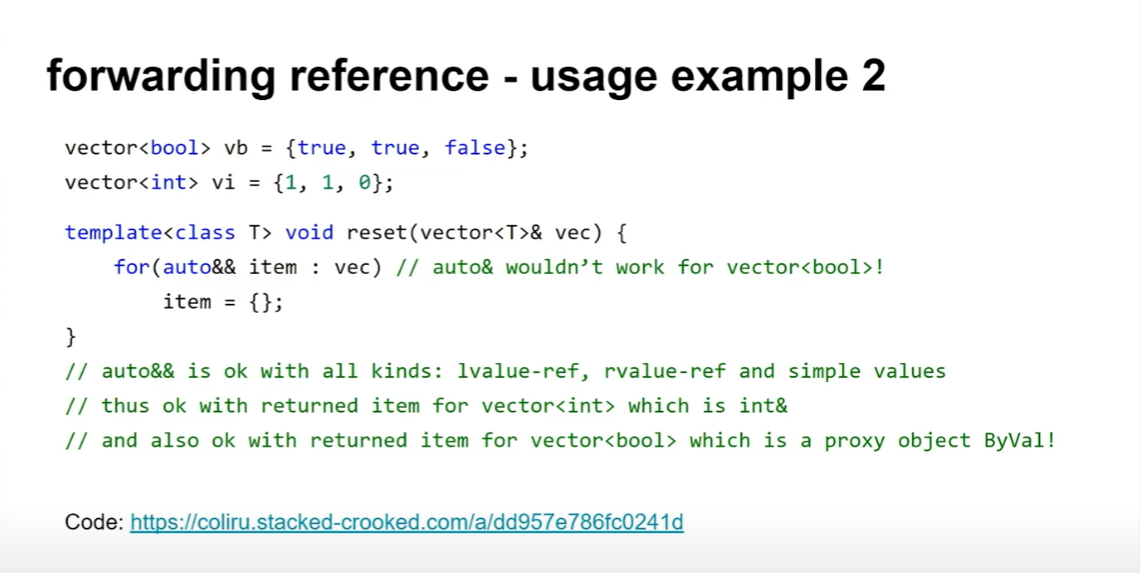 forwarding reference - usage example 2
vector<bool> vb = {true, true, false};
vector<int> vi = {1, 1, 0};
template<class T> void reset(vector<T>& vec) {
    for(auto&& item : vec) // auto& wouldn’t work for vector<bool>!
        item = {};
}
// auto&& is ok with all kinds: lvalue-ref, rvalue-ref and simple values
// thus ok with returned item for vector<int> which is int&
// and also ok with returned item for vector<bool> which is a proxy object ByVal!
Code: https://coliru.stacked-crooked.com/a/dd957e786fc0241d